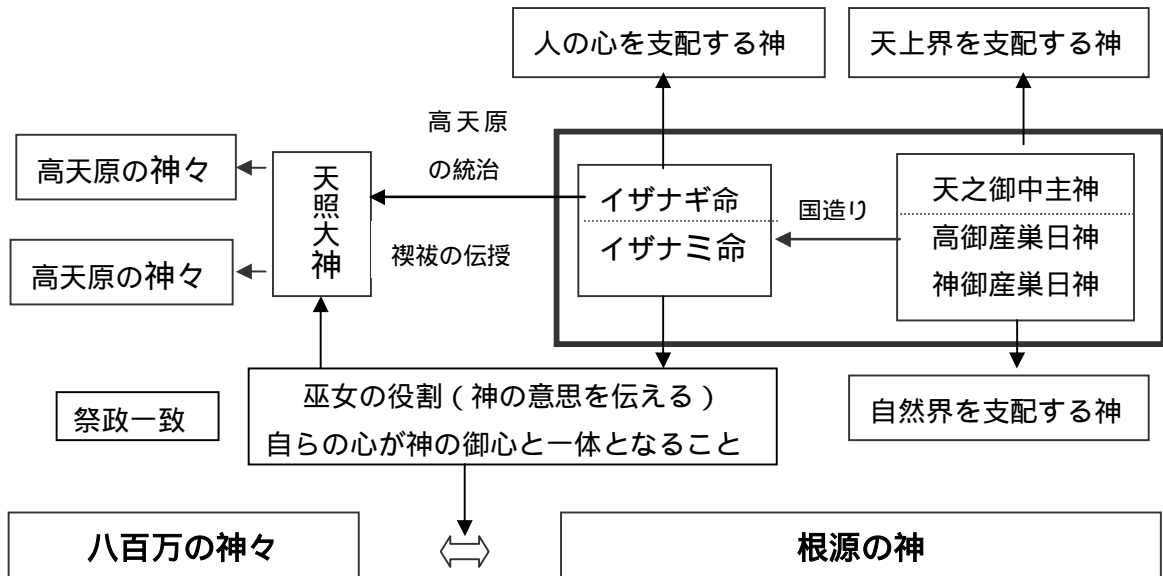 人の心を支配する神
天上界を支配する神
高天原
の統治
高天原の神々
天照大神
イザナギ命
イザナミ命
国造り
天之御中主神
高御産巣日神
神御産巣日神
高天原の神々
禊祓の伝授
巫女の役割（神の意思を伝える）
自らの心が神の御心と一体となること
祭政一致
自然界を支配する神
八百万の神々
根源の神